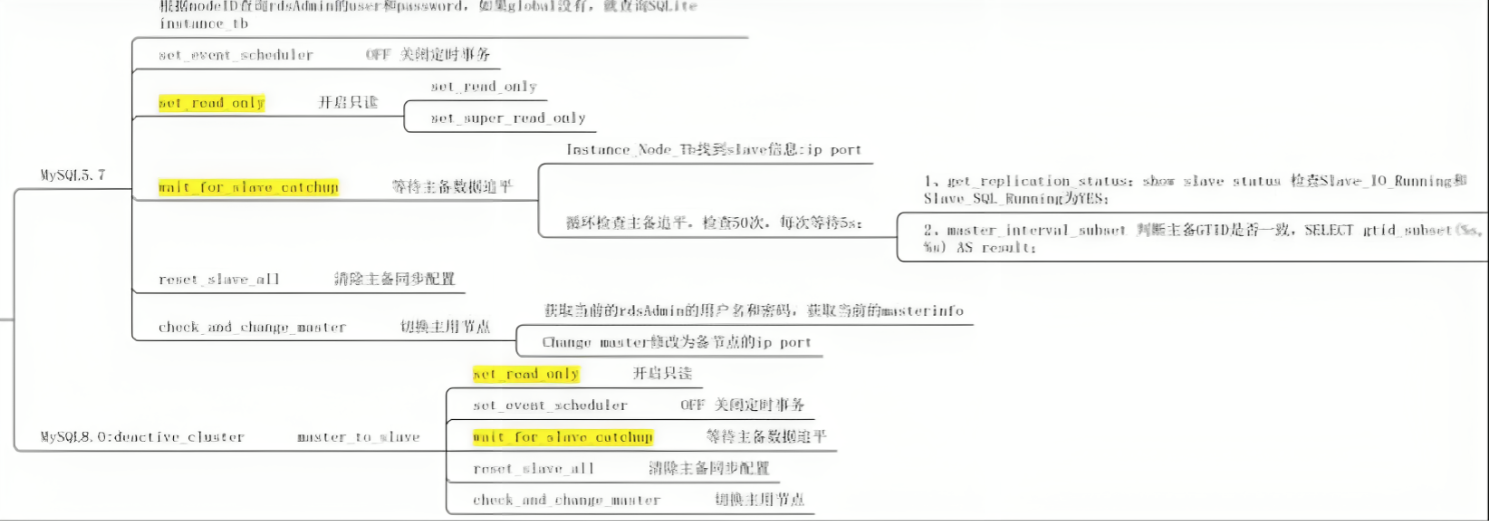 根据nodeID查询rdsAdmin的user和password，如果global没有，就查询SQLite
instance_tb
set_event_scheduler OFF 关闭定时事务
set_read_only 开启只读
set_read_only
set_super_read_only
MySQL5.7
wait_for_slave_catchup 等待主备数据追平
Instance_Node_Tb找到slave信息:ip port
循环检查主备追平，检查50次，每次等待5s:
1、get_replication_status：show slave status 检查Slave_IO_Running和
Slave_SQL_Running为YES;
2、master_interval_subset 判断主备GTID是否一致，SELECT gtid_subset(%s,
%s) AS result;
reset_slave_all 清除主备同步配置
check_and_change_master 切换主用节点
获取当前的rdsAdmin的用户名和密码，获取当前的masterinfo
Change master修改为备节点的ip port
MySQL8.0:deactive_cluster master_to_slave
set_read_only 开启只读
set_event_scheduler OFF 关闭定时事务
wait_for_slave_catchup 等待主备数据追平
reset_slave_all 清除主备同步配置
check_and_change_master 切换主用节点